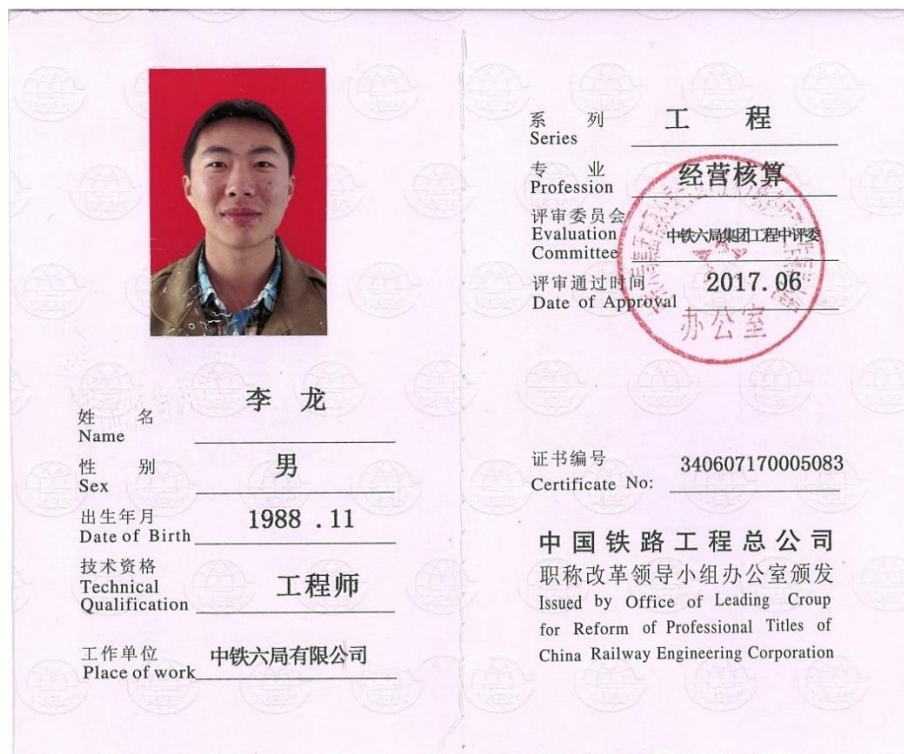 李 龙
姓 名
Name
性 别 男
Sex
出生年月 1988 .11
Date of Birth
技术资格
Technical 工程师
Qualification
工作单位 中铁六局有限公司
Place of work
系 列 工 程
Series
专 业 经营核算
Profession
评审委员会
Evaluation 中铁六局集团工程中评委
Committee
评审通过时间 2017.06
Date of Approval
办公室
证书编号 340607170005083
Certificate No:
中国铁路工程总公司
职称改革领导小组办公室颁发
Issued by Office of Leading Croup
for Reform of Professional Titles of
China Railway Engineering Corporation